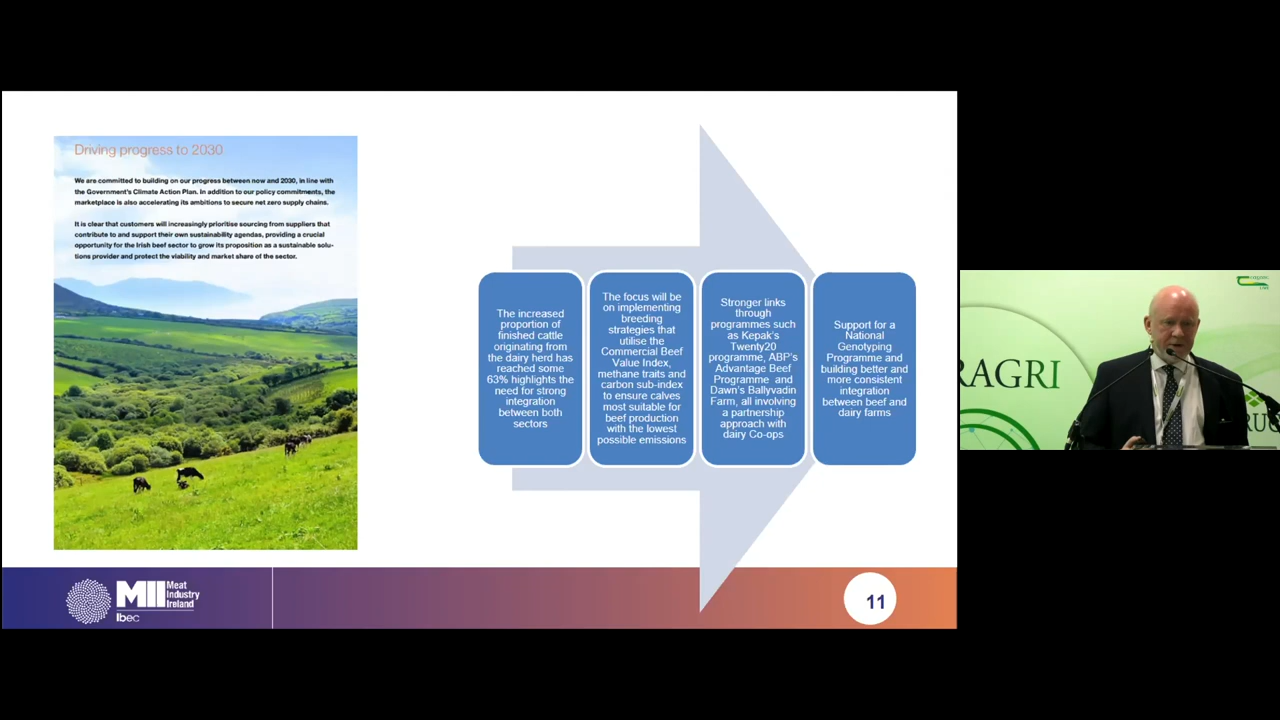 Driving progress to 2030
We are committed to building on our progress between now and 2030, in line with
the Government's Climate Action Plan. In addition to our policy commitments, the
marketplace is also accelerating its ambitions to secure net zero supply chains.
It is clear that customers will increasingly prioritise sourcing from suppliers that
contribute to and support their own sustainability agendas, providing a crucial
opportunity for the Irish beef sector to grow its proposition as a sustainable solu-
tions provider and protect the viability and market share of the sector.
The increased
proportion of
finished cattle
originating from
the dairy herd has
reached some
63% highlights the
need for strong
integration
between both
sectors
The focus will be
on implementing
breeding
strategies that
utilise the
Commercial Beef
Value Index,
methane traits and
carbon sub-index
to ensure calves
most suitable for
beef production
with the lowest
possible emissions
Stronger links
through
programmes such
as Kepak's
Twenty20
programme, ABP's
Advantage Beef
Programme and
Dawn's Ballyvadin
Farm, all involving
a partnership
approach with
dairy Co-ops
Support for a
National
Genotyping
Programme and
building better and
more consistent
integration
between beef and
dairy farms
MII
Meat
Industry
Ireland
Ibec
11
RAGRI
RUC